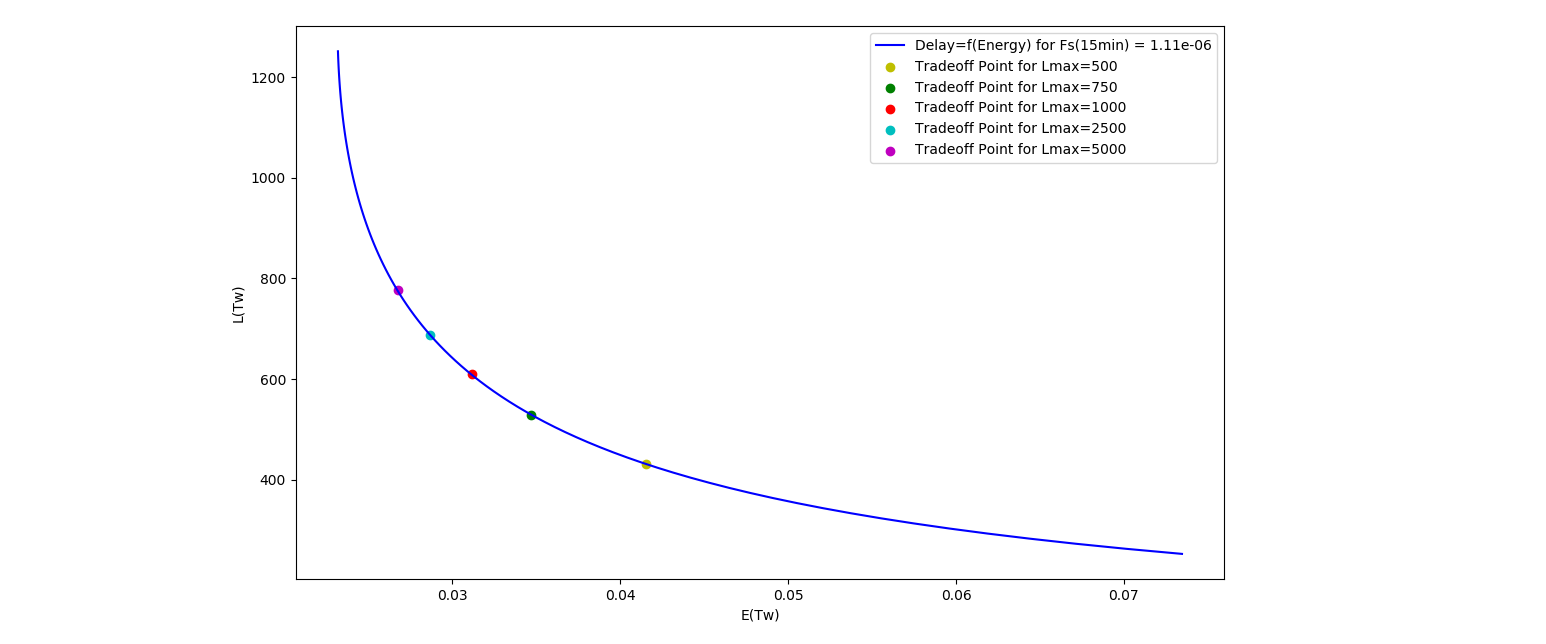 Delay=f(Energy) for Fs(15min) = 1.11e-06
Tradeoff Point for Lmax=500
Tradeoff Point for Lmax=750
Tradeoff Point for Lmax=1000
Tradeoff Point for Lmax=2500
Tradeoff Point for Lmax=5000
1200
1000
800
600
400
L(Tw)
0.03 0.04 0.05 0.06 0.07
E(Tw)